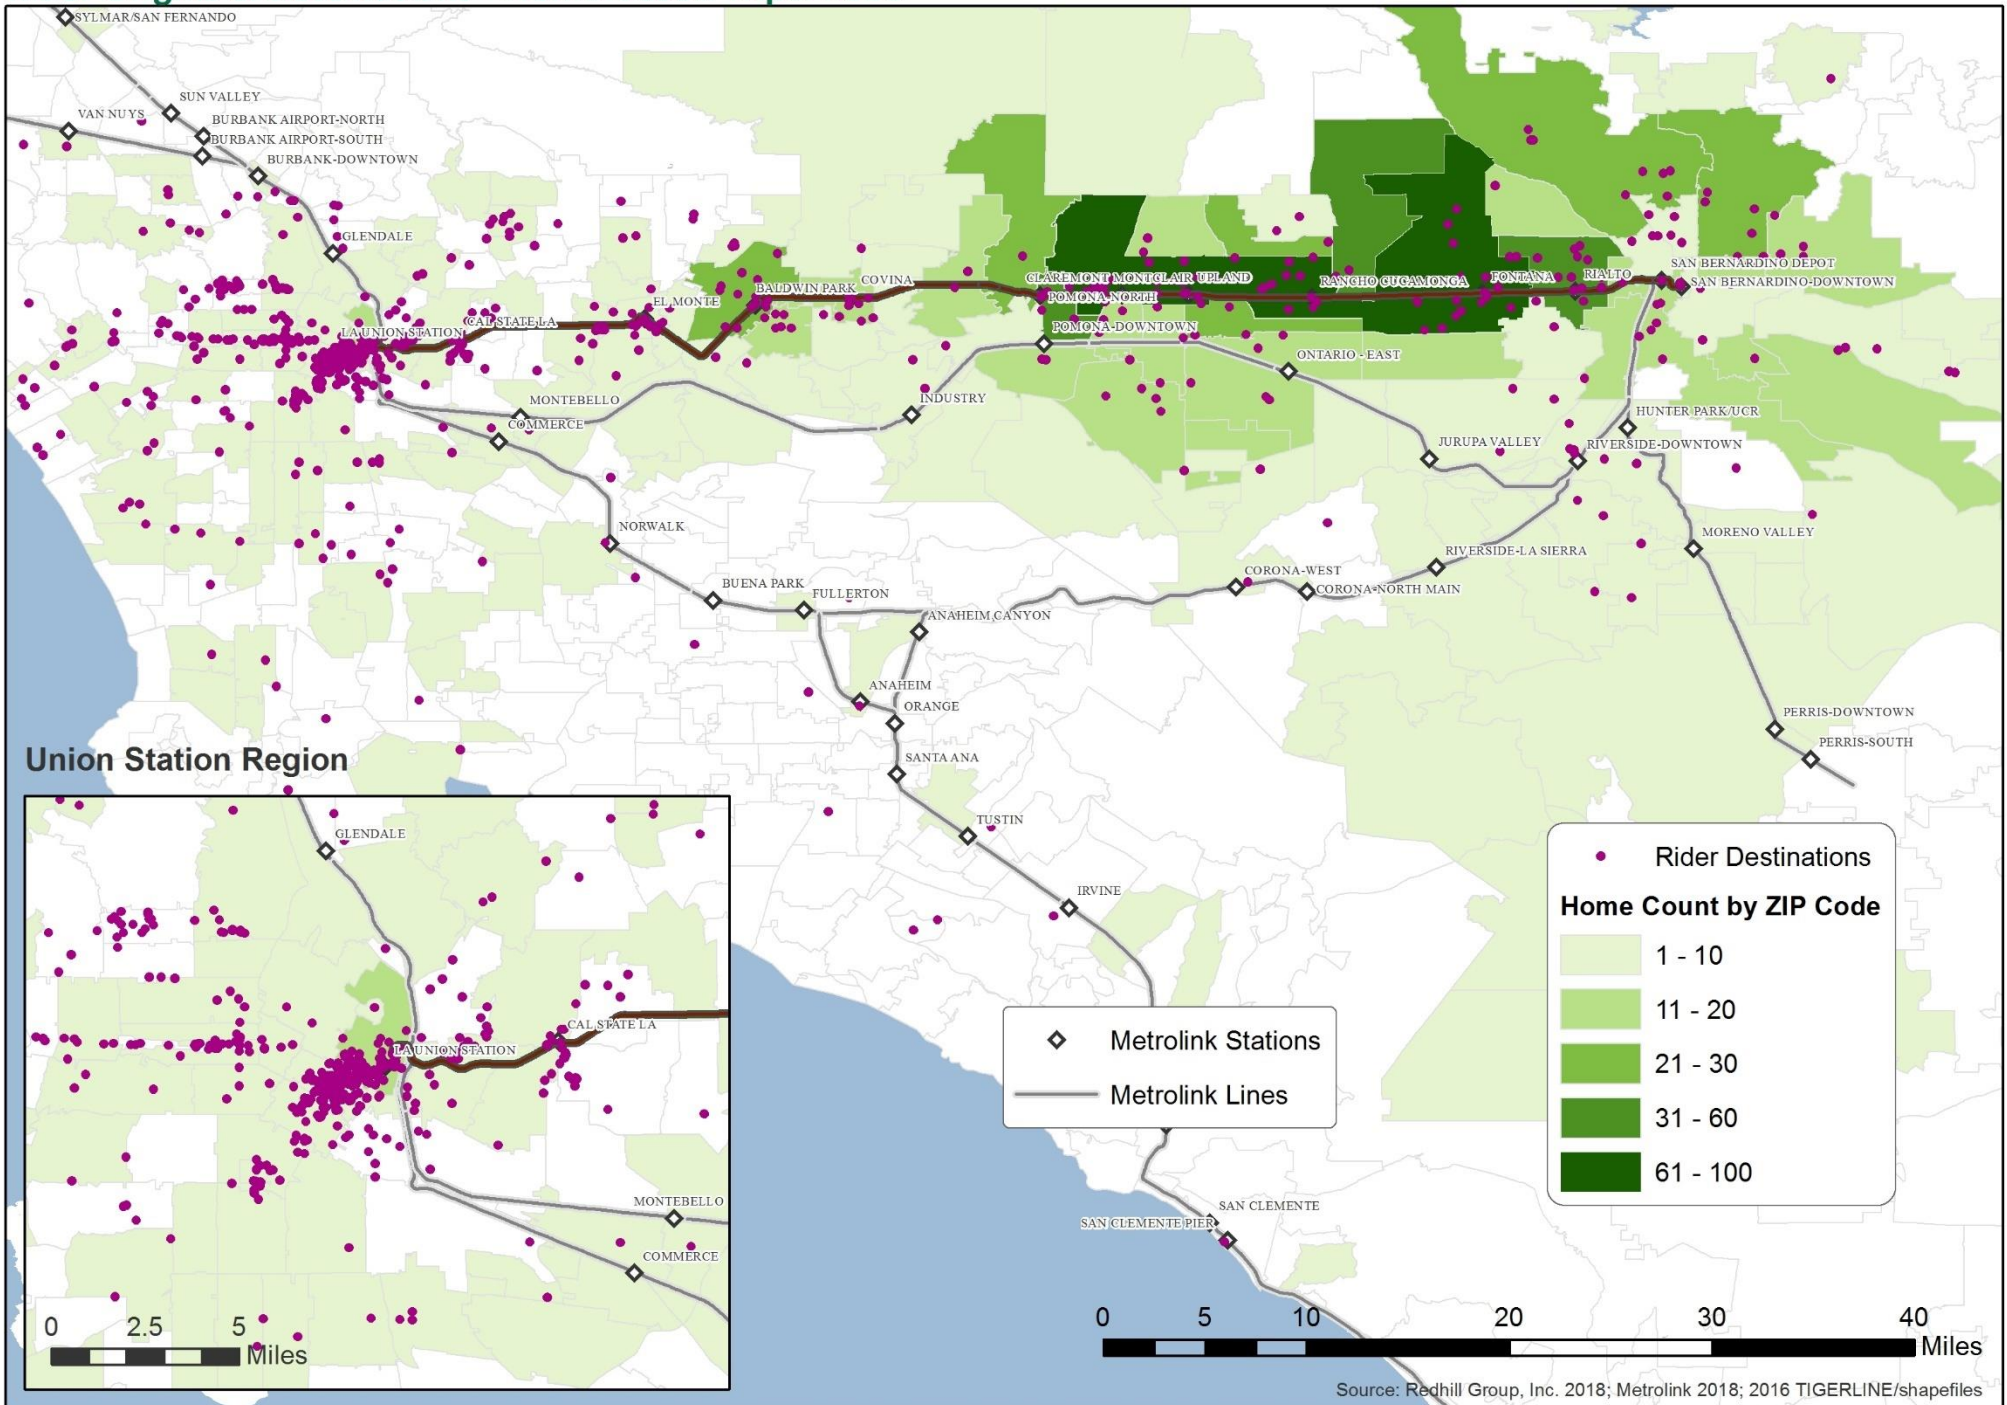 SYLMAR/SAN FERNANDO
SUN VALLEY
VAN NUYS
BURBANK AIRPORT-NORTH
BURBANK AIRPORT-SOUTH
BURBANK-DOWNTOWN
GLENDALE
LA UNION STATION
CAL STATE LA
EL MONTE
BALDWIN PARK
COVINA
CLAREMONT
MONTCLAIR
UPLAND
RANCHO CUCAMONGA
FONTANA
RIALTO
SAN BERNARDINO DEPOT
SAN BERNARDINO-DOWNTOWN
POMONA-NORTH
POMONA-DOWNTOWN
ONTARIO - EAST
MONTEBELLO
COMMERCE
INDUSTRY
JURUPA VALLEY
HUNTER PARK/UCR
RIVERSIDE-DOWNTOWN
NORWALK
MORENO VALLEY
RIVERSIDE-LA SIERRA
BUENA PARK
FULLERTON
CORONA-WEST
CORONA-NORTH MAIN
ANAHEIM CANYON
ANAHEIM
ORANGE
PERRIS-DOWNTOWN
PERRIS-SOUTH
SANTA ANA
TUSTIN
IRVINE
SAN CLEMENTE
SAN CLEMENTE PIER
Union Station Region
GLENDALE
CAL STATE LA
LA UNION STATION
MONTEBELLO
COMMERCE
0 2.5 5
Miles
Metrolink Stations
Metrolink Lines
Rider Destinations
Home Count by ZIP Code
1 - 10
11 - 20
21 - 30
31 - 60
61 - 100
0 5 10 20 30 40
Miles
Source: Redhill Group, Inc. 2018; Metrolink 2018; 2016 TIGERLINE/shapefiles